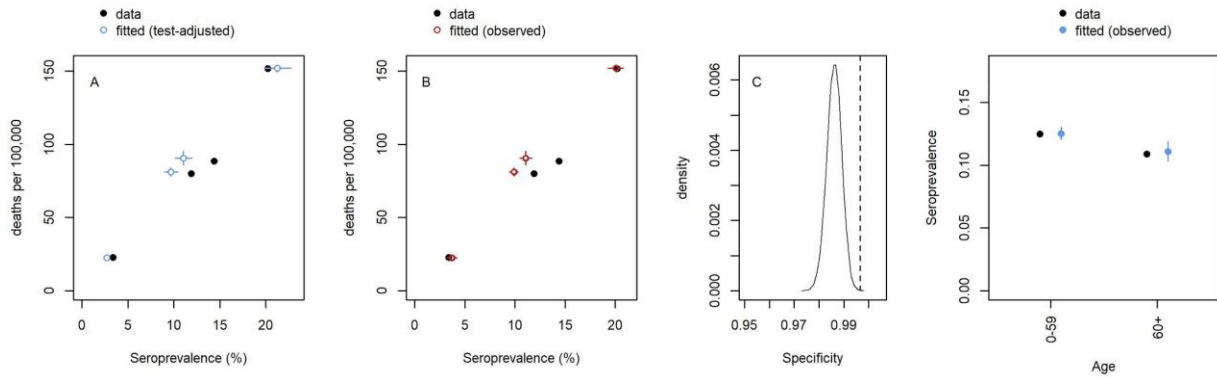 data
fitted (test-adjusted)
A
150
100
50
0
deaths per 100,000
0
5
10
15
20
Seroprevalence (%)
data
fitted (observed)
B
150
100
50
0
deaths per 100,000
0
5
10
15
20
Seroprevalence (%)
C
0.006
0.004
0.002
0.000
density
0.95
0.97
0.99
Specificity
data
fitted (observed)
0.15
0.10
0.05
0.00
Seroprevalence
0-59
60+
Age